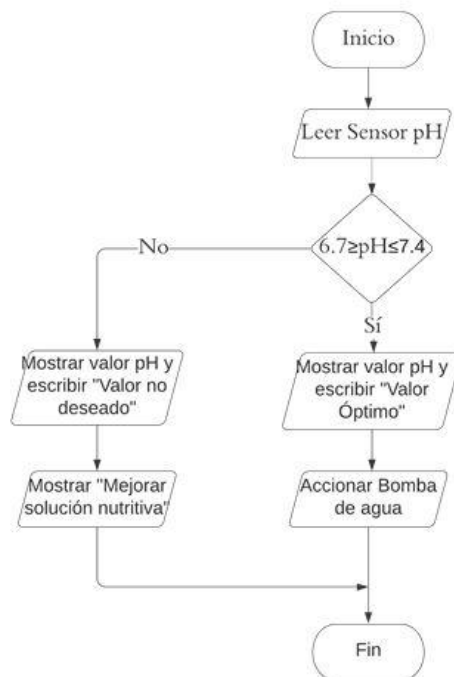 Inicio
Leer Sensor pH
6.7≥pH≤7.4
No
Sí
Mostrar valor pH y
escribir "Valor no
deseado"
Mostrar valor pH y
escribir "Valor
Óptimo"
Mostrar "Mejorar
solución nutritiva"
Accionar Bomba
de agua
Fin